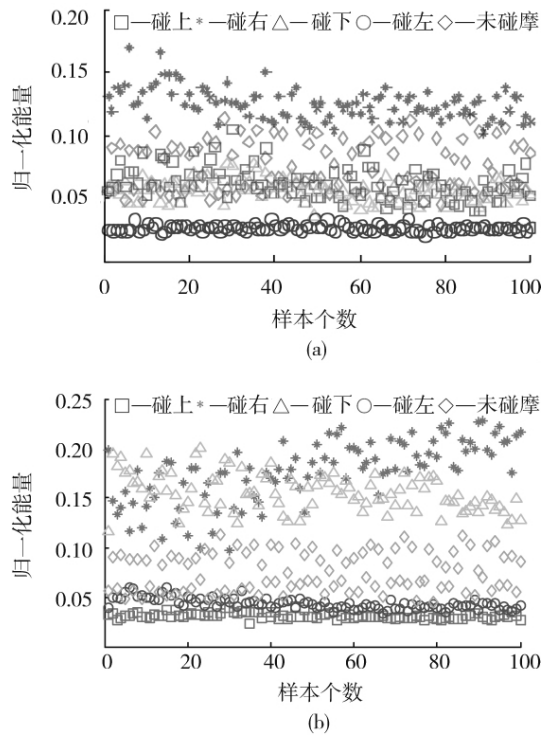 0.20
□—碰上 *—碰右 △—碰下 ○—碰左 ◇—未碰摩
0.15
0.10
0.05
归一化能量
0 20 40 60 80 100
样本个数
(a)
0.25
□—碰上 *—碰右 △—碰下 ○—碰左 ◇—未碰摩
0.20
0.15
0.10
0.05
归一化能量
0 20 40 60 80 100
样本个数
(b)